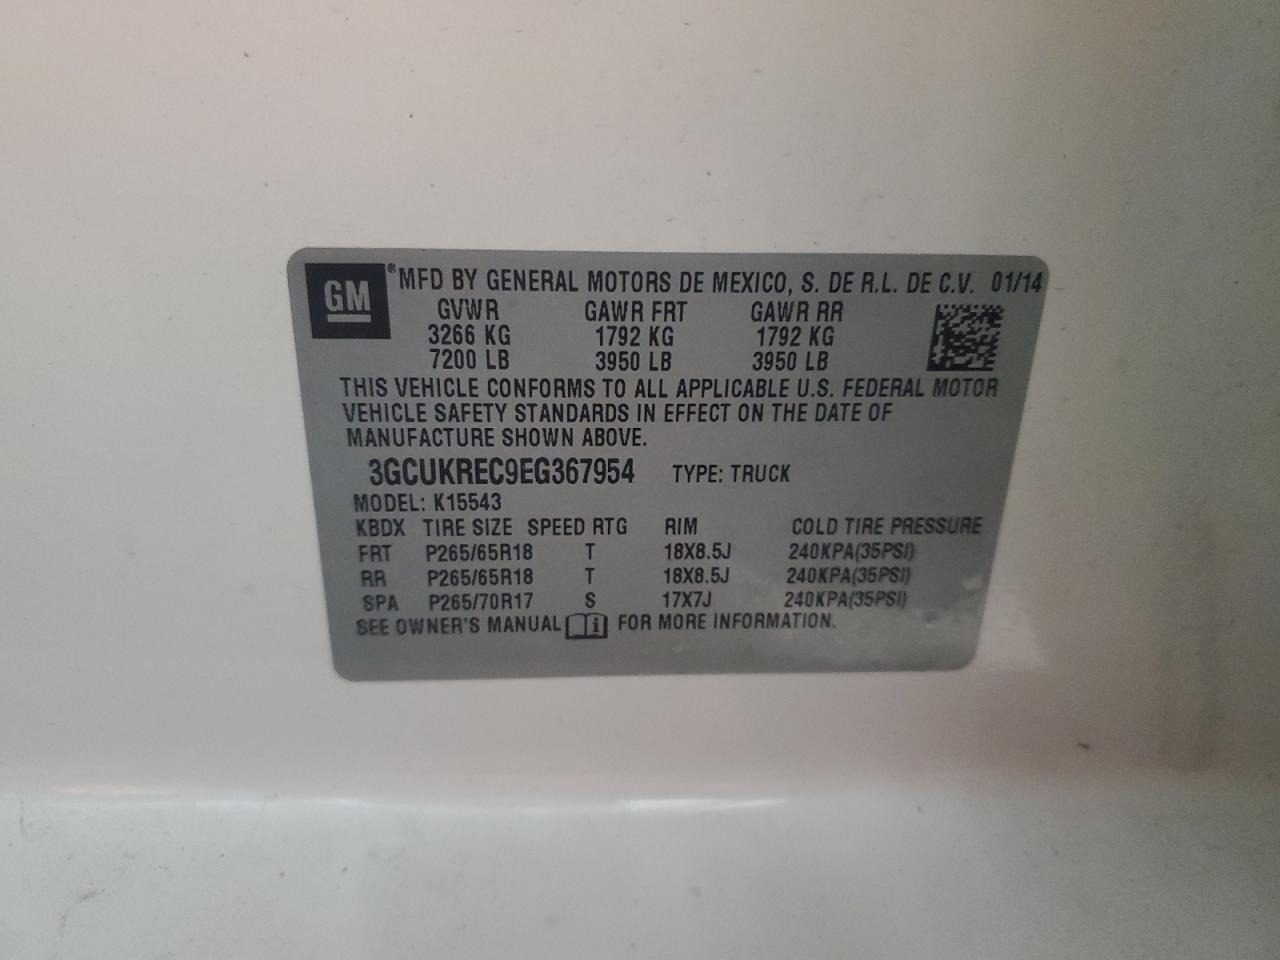 GM ® MFD BY GENERAL MOTORS DE MEXICO, S. DE R.L. DE C.V. 01/14
GVWR GAWR FRT GAWR RR
3266 KG 1792 KG 1792 KG
7200 LB 3950 LB 3950 LB
THIS VEHICLE CONFORMS TO ALL APPLICABLE U.S. FEDERAL MOTOR
VEHICLE SAFETY STANDARDS IN EFFECT ON THE DATE OF
MANUFACTURE SHOWN ABOVE.
3GCUKREC9EG367954 TYPE: TRUCK
MODEL: K15543
KBDX TIRE SIZE SPEED RTG RIM COLD TIRE PRESSURE
FRT P265/65R18 T 18X8.5J 240KPA(35PSI)
RR P265/65R18 T 18X8.5J 240KPA(35PSI)
SPA P265/70R17 S 17X7J 240KPA(35PSI)
SEE OWNER'S MANUAL i FOR MORE INFORMATION.